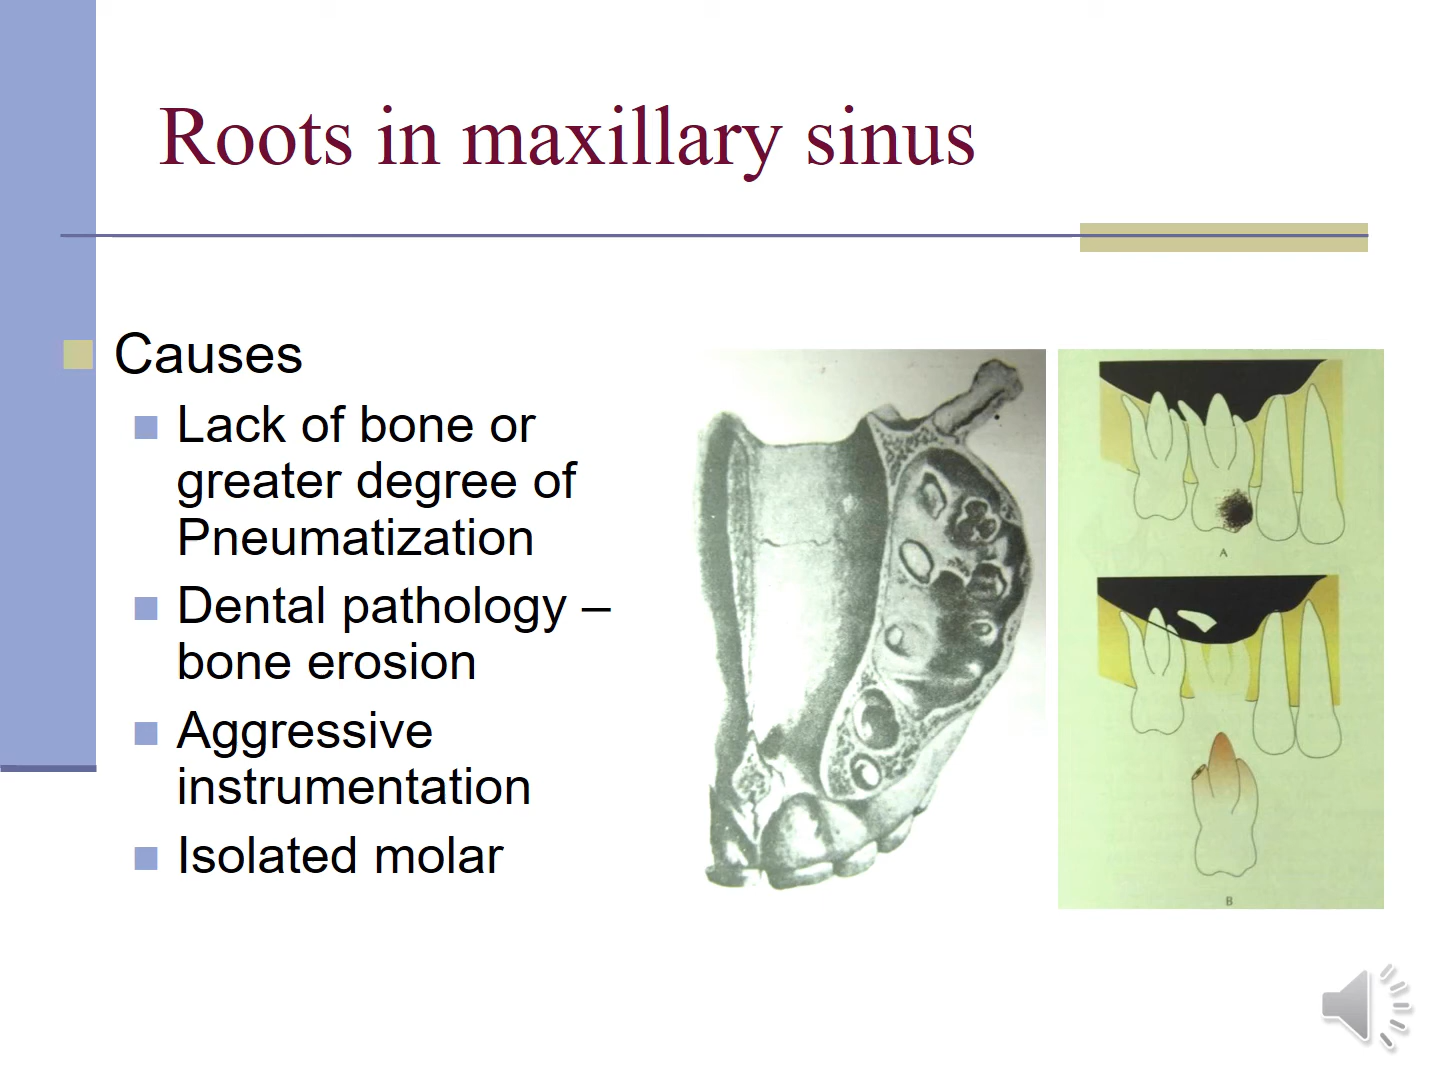 Roots in maxillary sinus
Causes
Lack of bone or
greater degree of
Pneumatization
Dental pathology –
bone erosion
Aggressive
instrumentation
Isolated molar
A
B